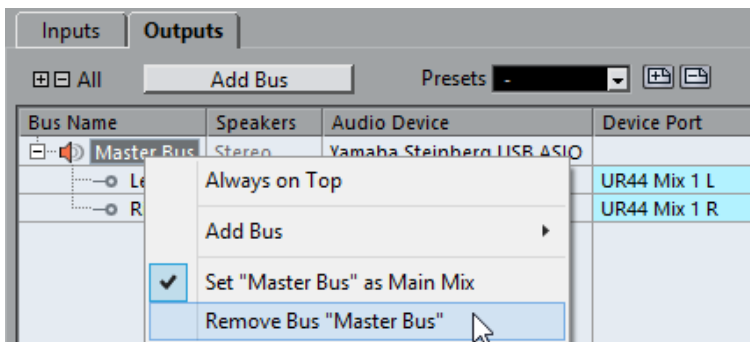 Inputs Outputs
All Add Bus Presets -
Bus Name Speakers Audio Device Device Port
Master Bus Stereo Yamaha Steinberg USB ASIO
Always on Top UR44 Mix 1 L
R UR44 Mix 1 R
Add Bus
Set "Master Bus" as Main Mix
Remove Bus "Master Bus"